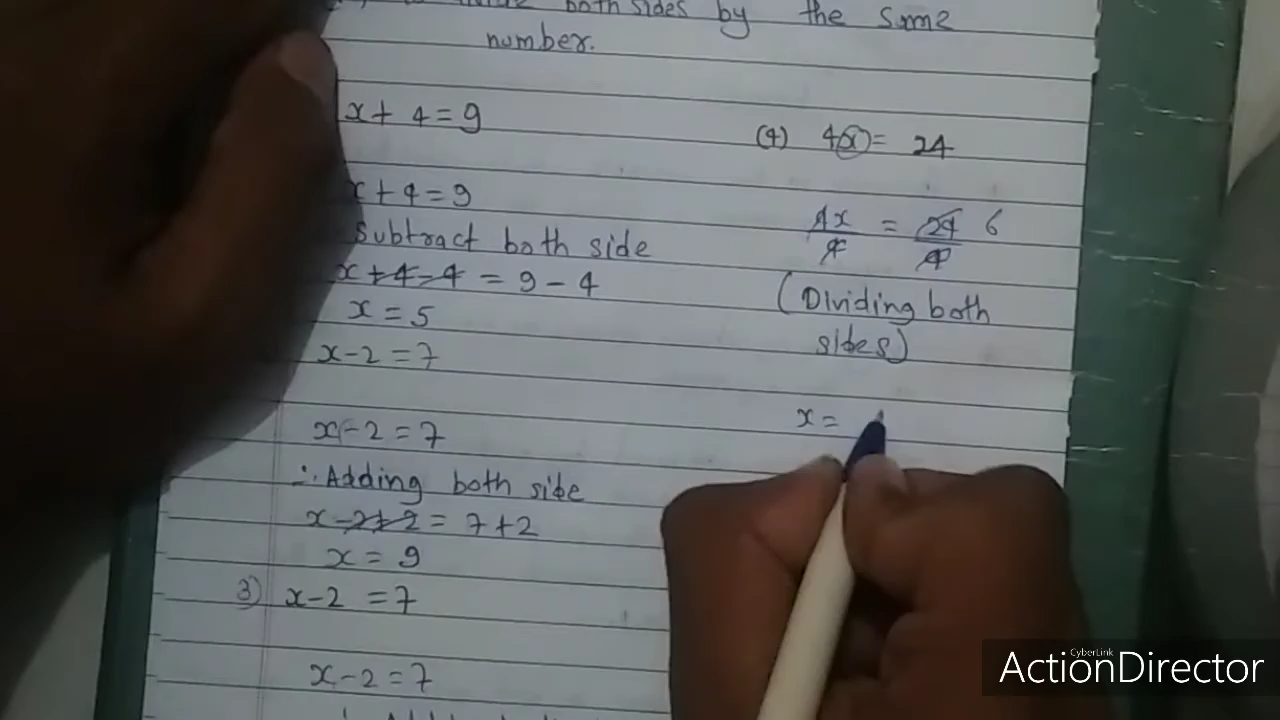 both sides by the same
number.
x + 4 = 9
x + 4 = 9
Subtract both side
x + 4 - 4 = 9 - 4
x = 5
x - 2 = 7
x - 2 = 7
∴ Adding both side
x - 2 + 2 = 7 + 2
x = 9
3) x - 2 = 7
x - 2 = 7
(4) 4x = 24
4x/4 = 24/4 6
(Dividing both
sides)
x =
CyberLink
ActionDirector